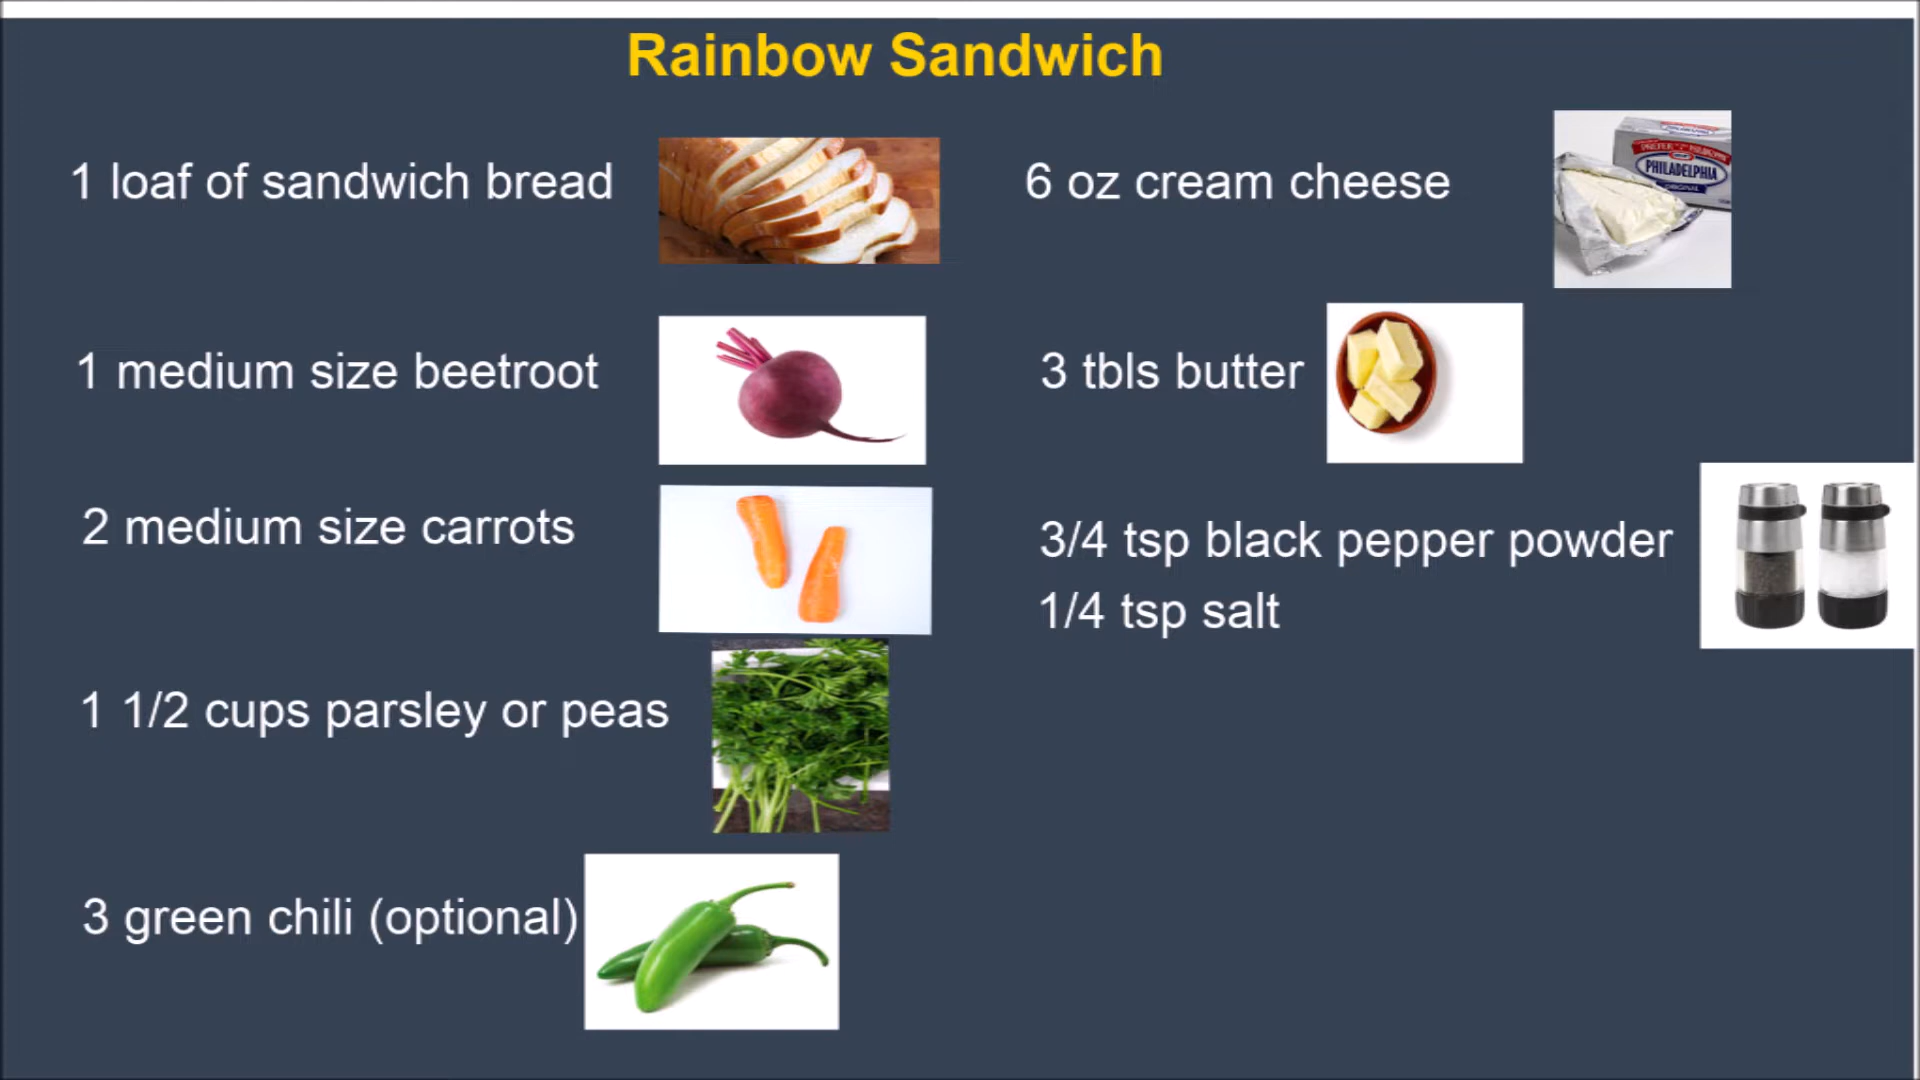 Rainbow Sandwich
1 loaf of sandwich bread
1 medium size beetroot
2 medium size carrots
1 1/2 cups parsley or peas
3 green chili (optional)
6 oz cream cheese
PHILADELPHIA
ORIGINAL
3 tbls butter
3/4 tsp black pepper powder
1/4 tsp salt